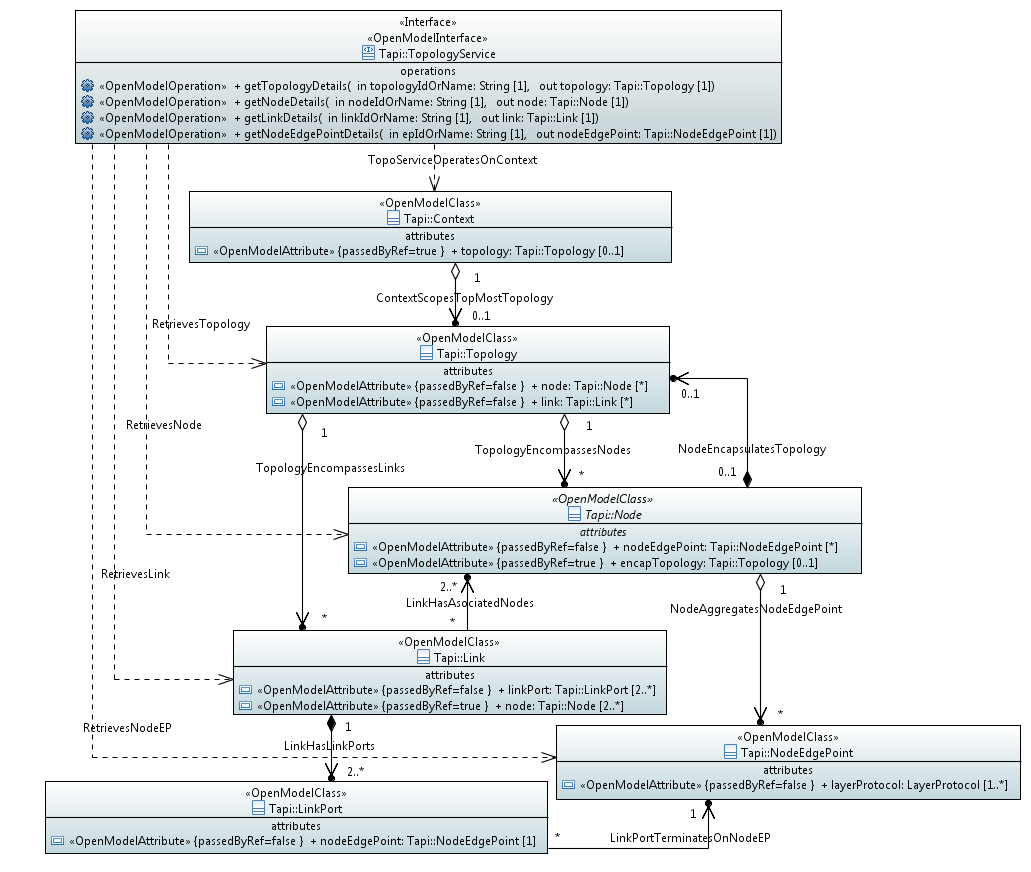 «Interface»
«OpenModelInterface»
Tapi::TopologyService
operations
«OpenModelOperation» + getTopologyDetails( in topologyIdOrName: String [1], out topology: Tapi::Topology [1])
«OpenModelOperation» + getNodeDetails( in nodeIdOrName: String [1], out node: Tapi::Node [1])
«OpenModelOperation» + getLinkDetails( in linkIdOrName: String [1], out link: Tapi::Link [1])
«OpenModelOperation» + getNodeEdgePointDetails( in epIdOrName: String [1], out nodeEdgePoint: Tapi::NodeEdgePoint [1])
TopoServiceOperatesOnContext
«OpenModelClass»
Tapi::Context
attributes
«OpenModelAttribute» {passedByRef=true } + topology: Tapi::Topology [0..1]
1
ContextScopesTopMostTopology
0..1
RetrievesTopology
«OpenModelClass»
Tapi::Topology
attributes
«OpenModelAttribute» {passedByRef=false } + node: Tapi::Node [*]
«OpenModelAttribute» {passedByRef=false } + link: Tapi::Link [*]
0..1
1
1
RetrievesNode
TopologyEncompassesNodes
NodeEncapsulatesTopology
TopologyEncompassesLinks
*
0..1
«OpenModelClass»
Tapi::Node
attributes
«OpenModelAttribute» {passedByRef=false } + nodeEdgePoint: Tapi::NodeEdgePoint [*]
«OpenModelAttribute» {passedByRef=true } + encapTopology: Tapi::Topology [0..1]
RetrievesLink
2..*
1
LinkHasAsociatedNodes
NodeAggregatesNodeEdgePoint
*
*
«OpenModelClass»
Tapi::Link
attributes
«OpenModelAttribute» {passedByRef=false } + linkPort: Tapi::LinkPort [2..*]
«OpenModelAttribute» {passedByRef=true } + node: Tapi::Node [2..*]
*
RetrievesNodeEP
1
LinkHasLinkPorts
2..*
«OpenModelClass»
Tapi::NodeEdgePoint
attributes
«OpenModelAttribute» {passedByRef=false } + layerProtocol: LayerProtocol [1..*]
«OpenModelClass»
Tapi::LinkPort
attributes
«OpenModelAttribute» {passedByRef=false } + nodeEdgePoint: Tapi::NodeEdgePoint [1]
1
*
LinkPortTerminatesOnNodeEP